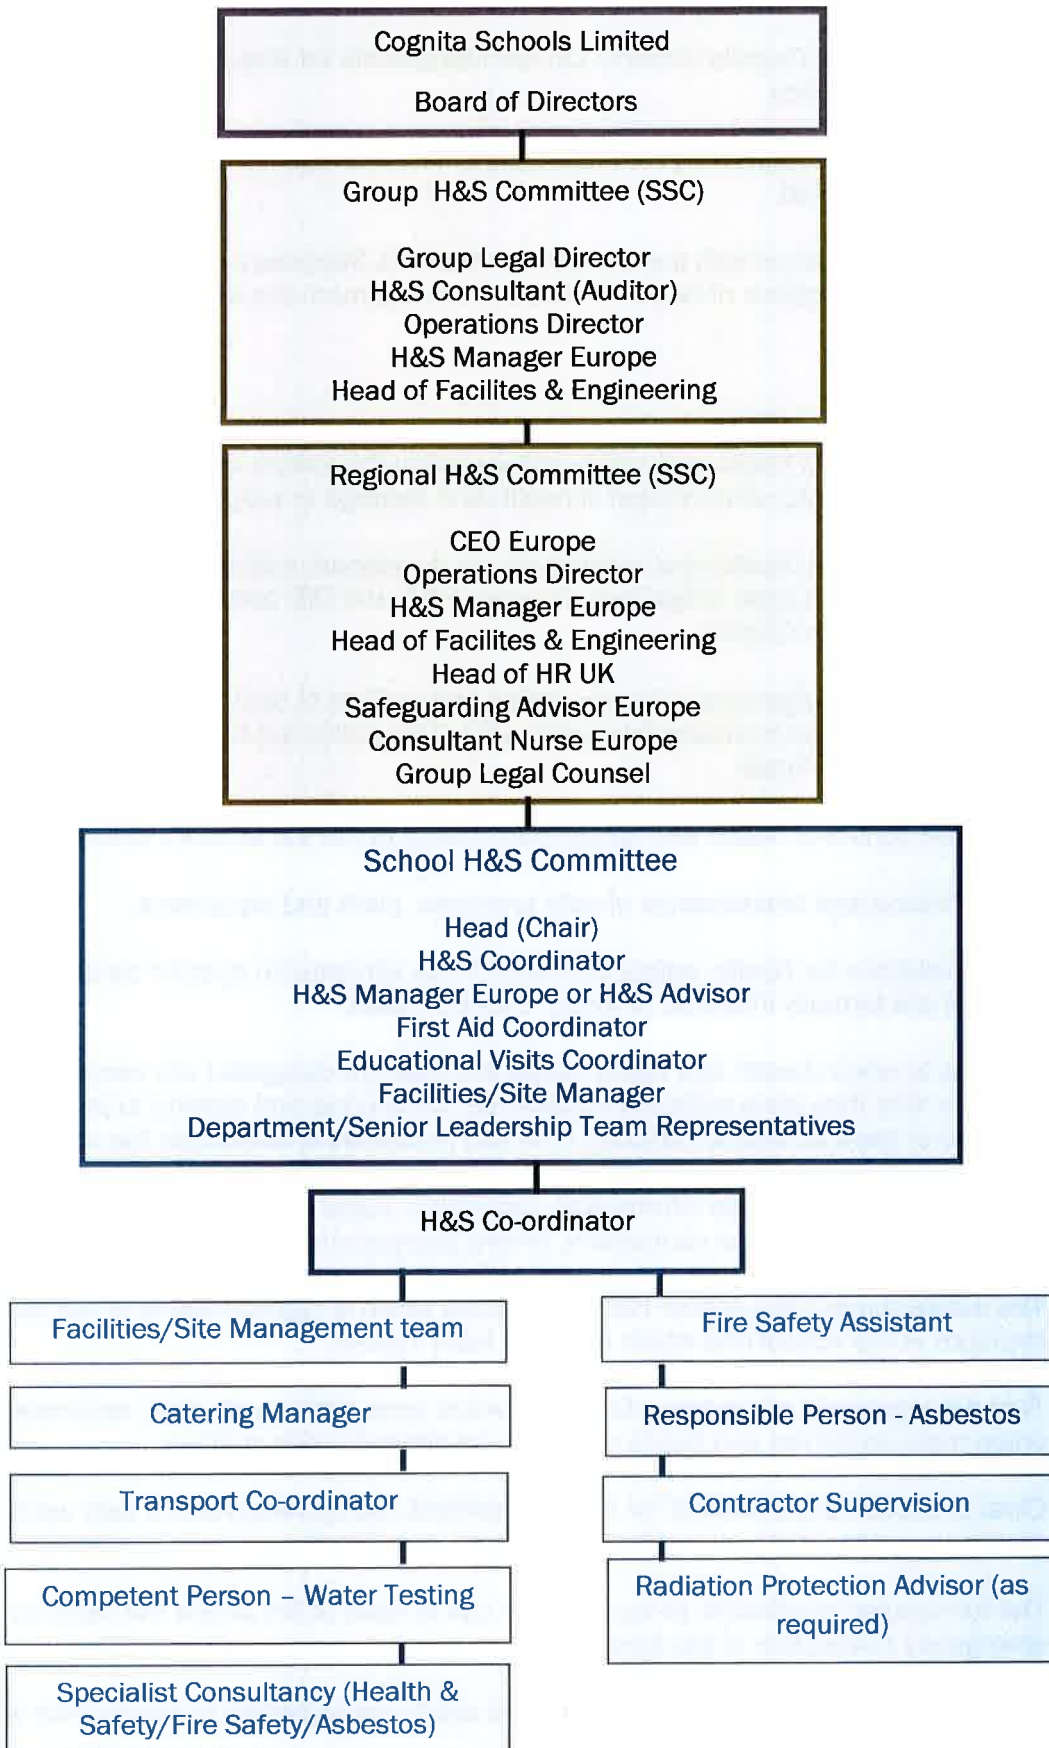 Cognita Schools Limited
Board of Directors
Group H&S Committee (SSC)
Group Legal Director
H&S Consultant (Auditor)
Operations Director
H&S Manager Europe
Head of Facilites & Engineering
Regional H&S Committee (SSC)
CEO Europe
Operations Director
H&S Manager Europe
Head of Facilites & Engineering
Head of HR UK
Safeguarding Advisor Europe
Consultant Nurse Europe
Group Legal Counsel
School H&S Committee
Head (Chair)
H&S Coordinator
H&S Manager Europe or H&S Advisor
First Aid Coordinator
Educational Visits Coordinator
Facilities/Site Manager
Department/Senior Leadership Team Representatives
H&S Co-ordinator
Facilities/Site Management team
Catering Manager
Transport Co-ordinator
Competent Person – Water Testing
Specialist Consultancy (Health &
Safety/Fire Safety/Asbestos)
Fire Safety Assistant
Responsible Person - Asbestos
Contractor Supervision
Radiation Protection Advisor (as
required)